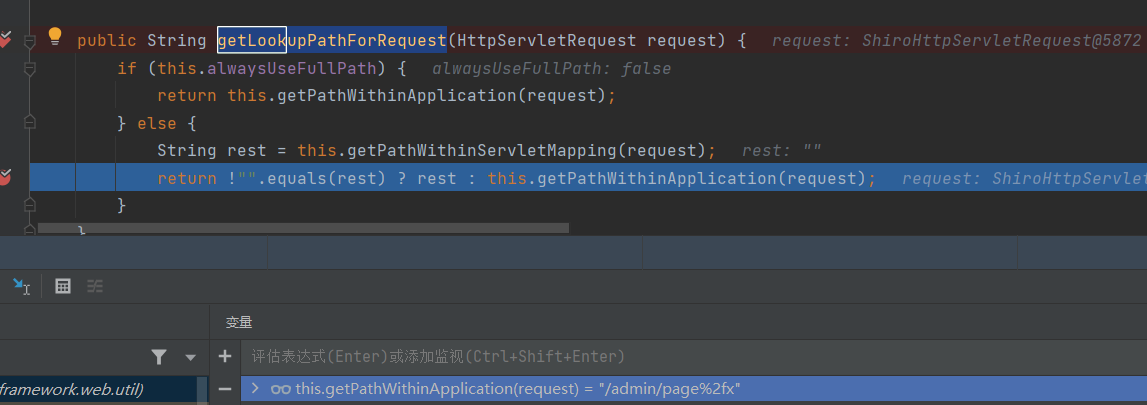 public String getLookupPathForRequest(HttpServletRequest request) { request: ShiroHttpServletRequest@5872
if (this.alwaysUseFullPath) { alwaysUseFullPath: false
return this.getPathWithinApplication(request);
} else {
String rest = this.getPathWithinServletMapping(request); rest: ""
return !"".equals(rest) ? rest : this.getPathWithinApplication(request); request: ShiroHttpServlet
}
}
变量
评估表达式(Enter)或添加监视(Ctrl+Shift+Enter)
framework.web.util)
this.getPathWithinApplication(request) = "/admin/page%2fx"